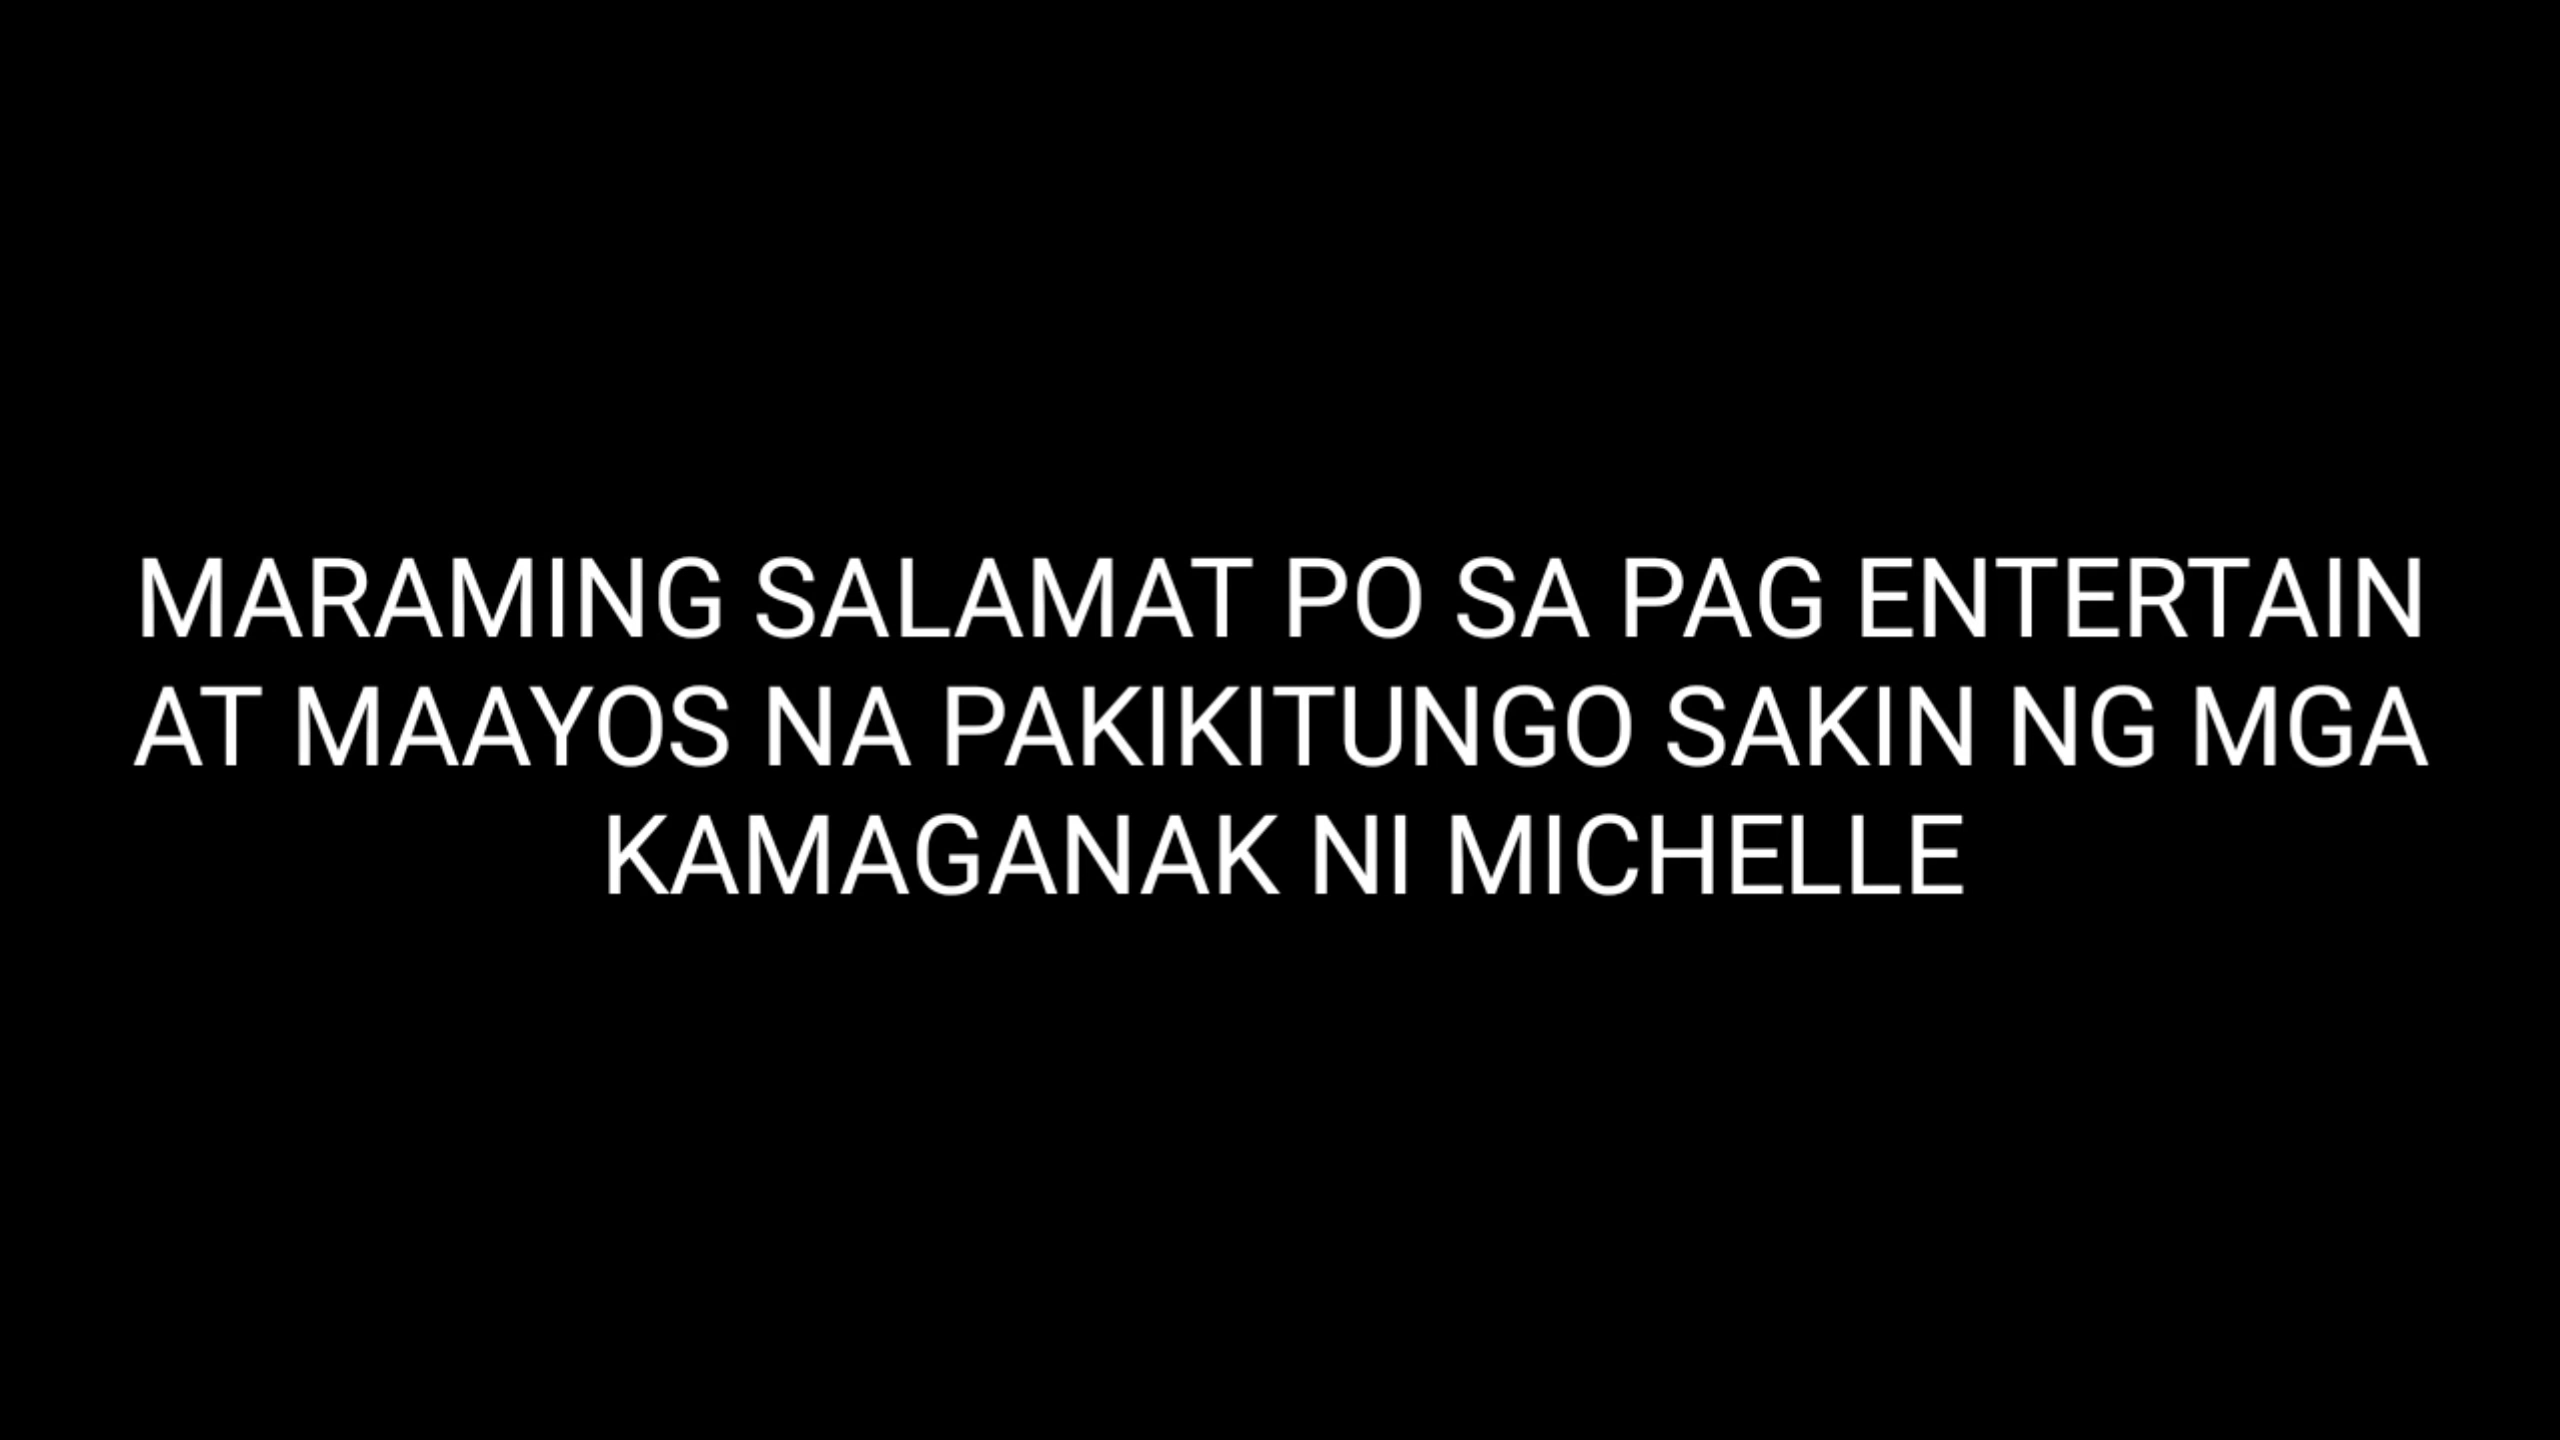 MARAMING SALAMAT PO SA PAG ENTERTAIN
AT MAAYOS NA PAKIKITUNGO SAKIN NG MGA
KAMAGANAK NI MICHELLE